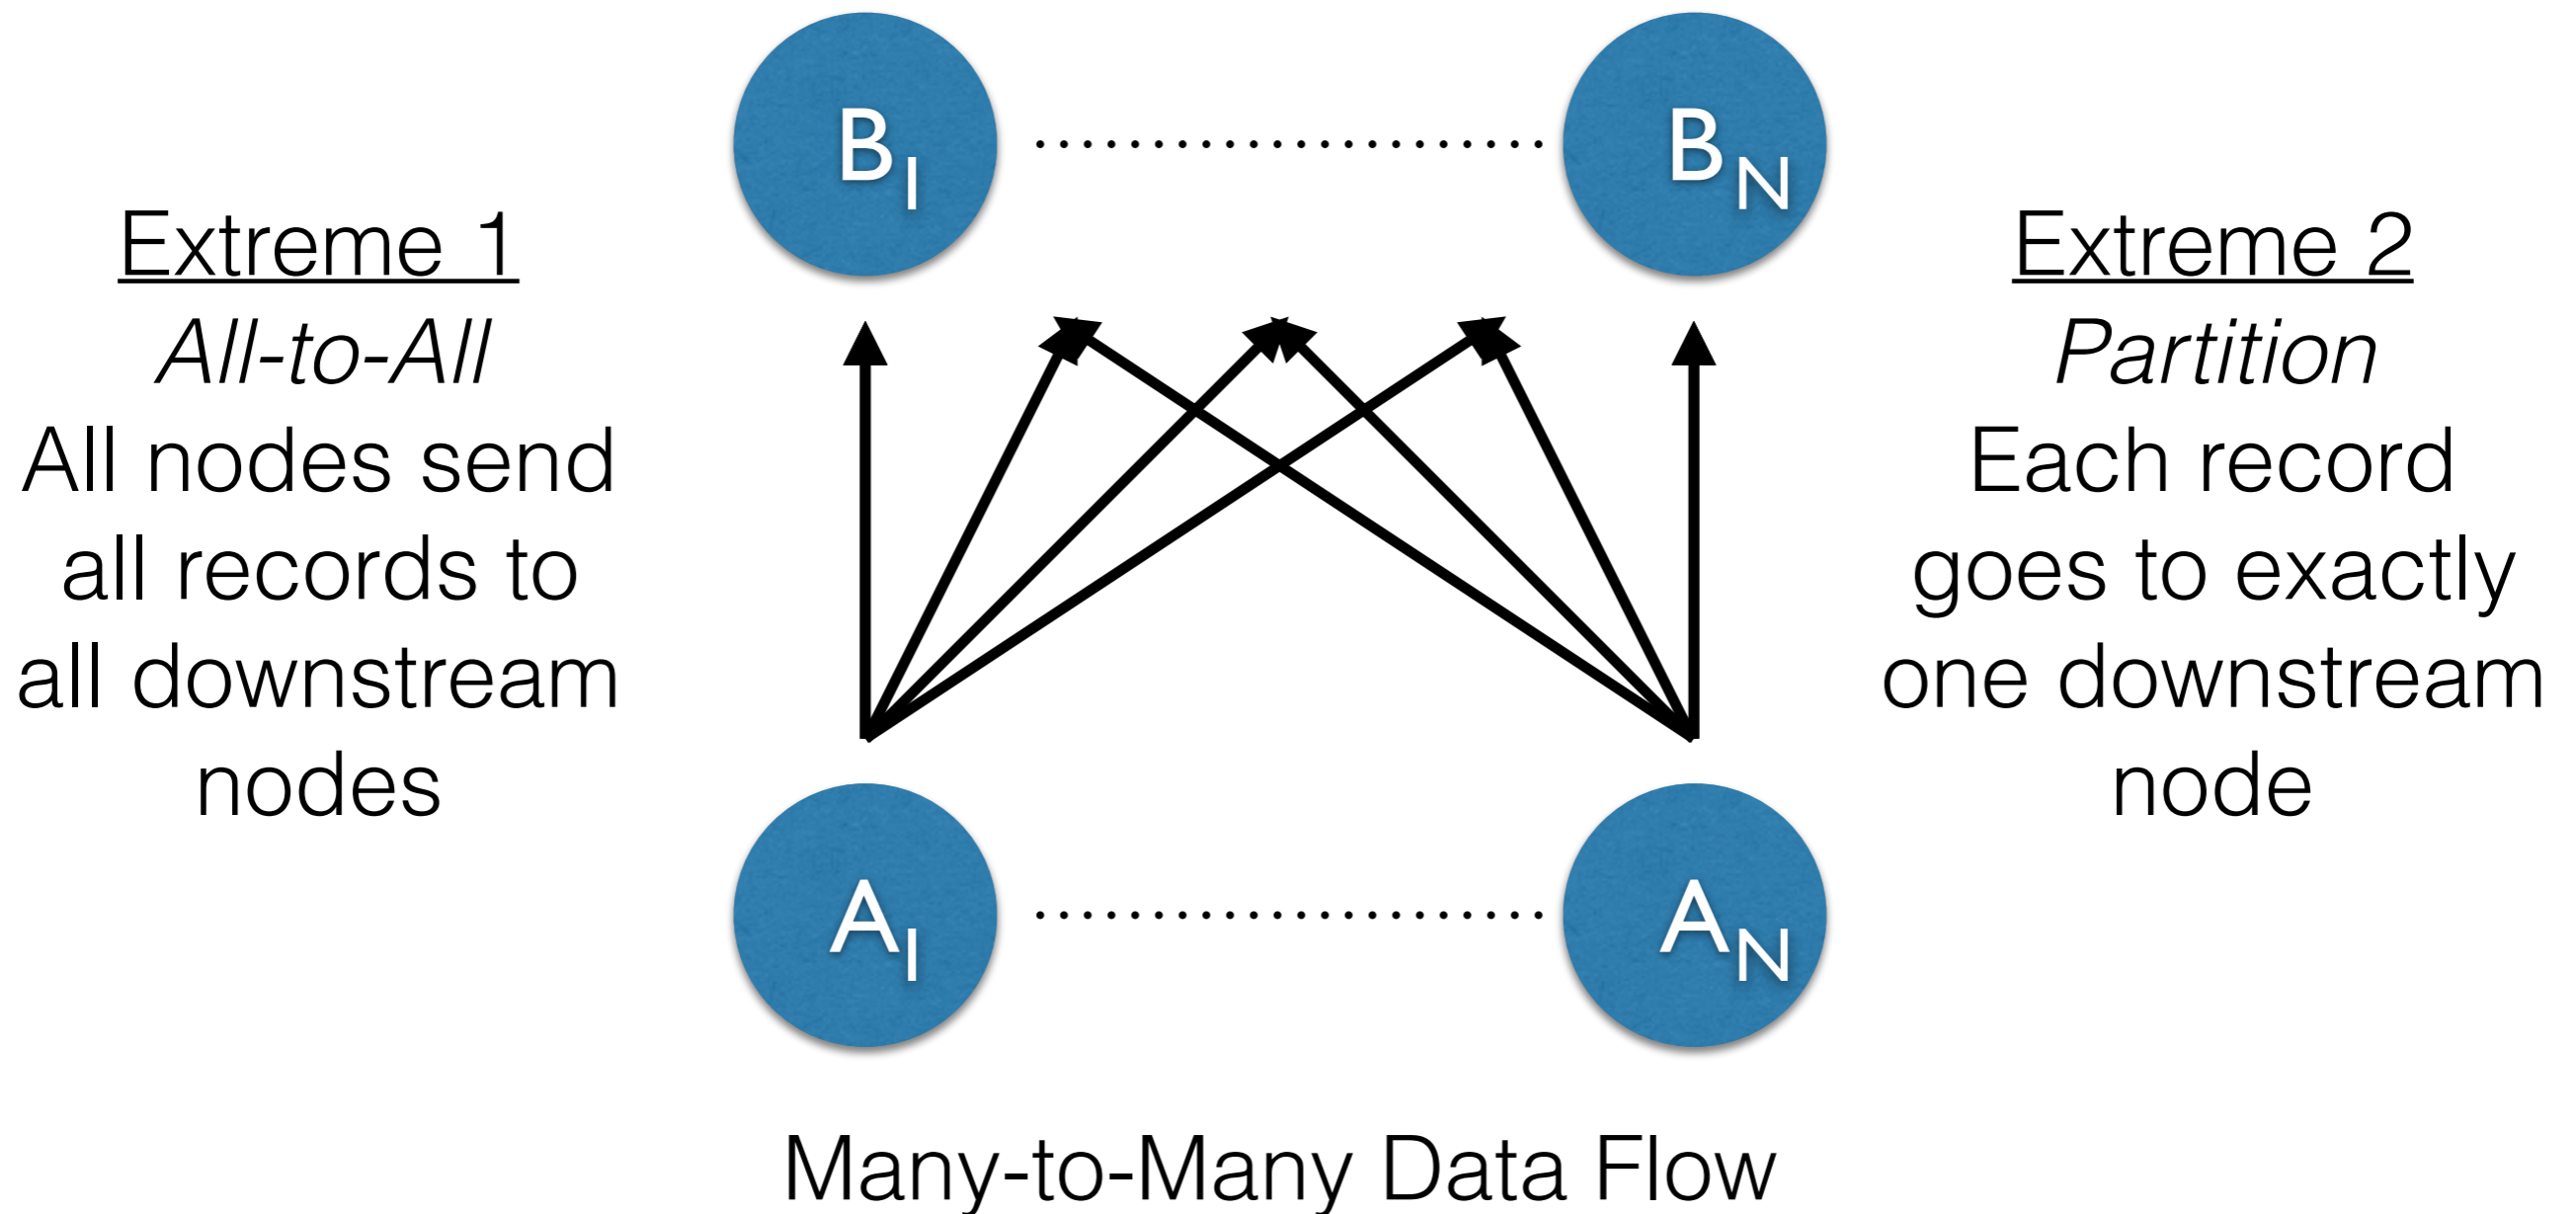 B1
BN
Extreme 1
All-to-All
All nodes send
all records to
all downstream
nodes
Extreme 2
Partition
Each record
goes to exactly
one downstream
node
A1
AN
Many-to-Many Data Flow